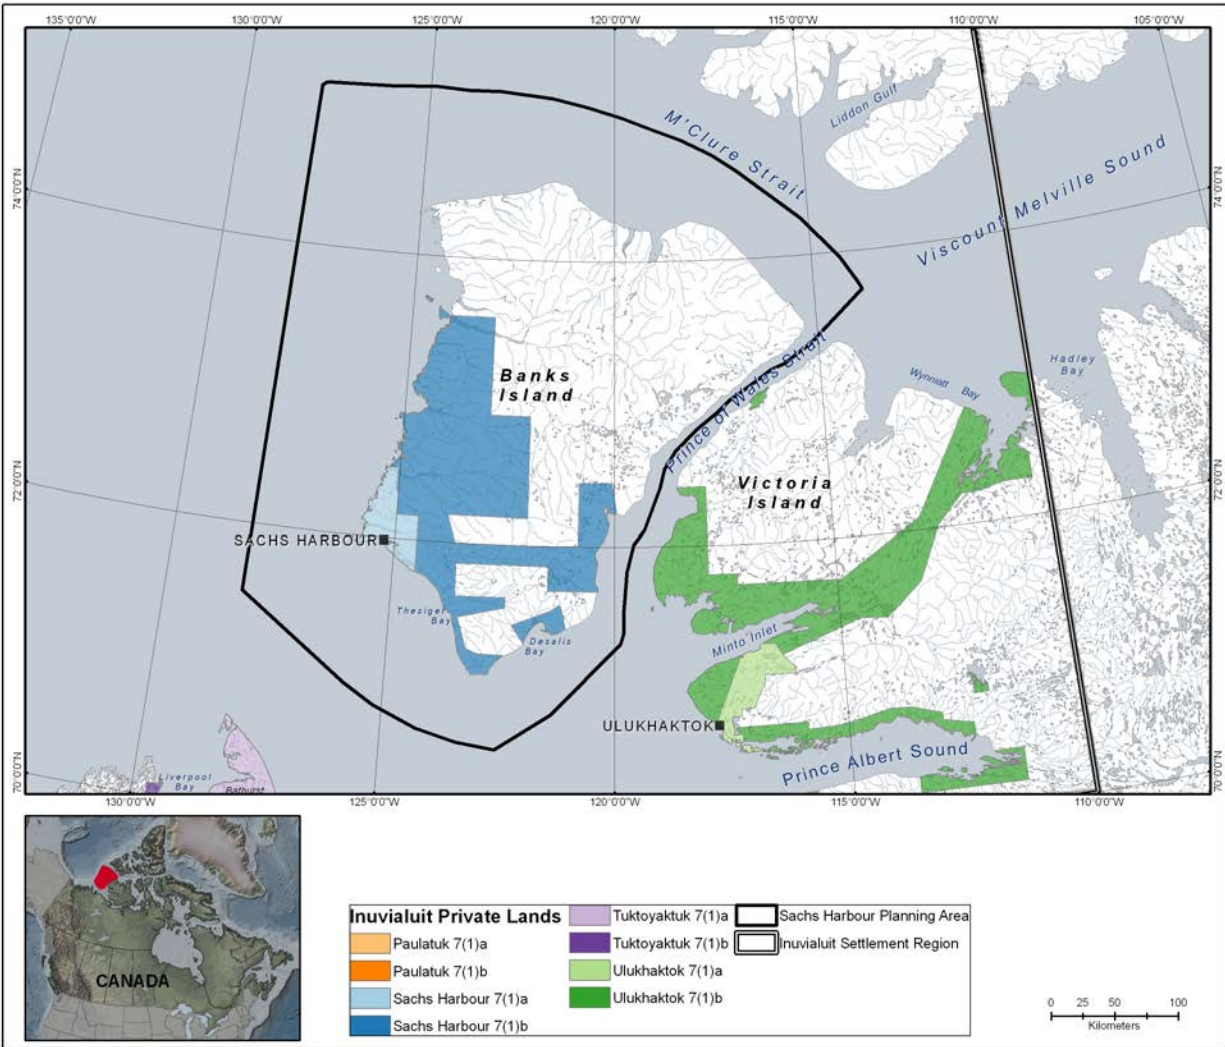 135°0'0"W
130°0'0"W
125°0'0"W
120°0'0"W
115°0'0"W
110°0'0"W
105°0'0"W
74°0'0"N
74°0'0"N
72°0'0"N
72°0'0"N
70°0'0"N
70°0'0"N
Liddon Gulf
M'Clure Strait
Viscount Melville Sound
Banks
Island
Prince of Wales Strait
Wynniatt Bay
Hadley
Bay
Victoria
Island
SACHS HARBOUR
Thesiger
Bay
Desalis
Bay
Minto Inlet
ULUKHAKTOK
Prince Albert Sound
Liverpool
Bay
Bathurst
130°0'0"W
125°0'0"W
120°0'0"W
115°0'0"W
110°0'0"W
CANADA
Inuvialuit Private Lands
Paulatuk 7(1)a
Paulatuk 7(1)b
Sachs Harbour 7(1)a
Sachs Harbour 7(1)b
Tuktoyaktuk 7(1)a
Tuktoyaktuk 7(1)b
Ulukhaktok 7(1)a
Ulukhaktok 7(1)b
Sachs Harbour Planning Area
Inuvialuit Settlement Region
0 25 50 100
Kilometers